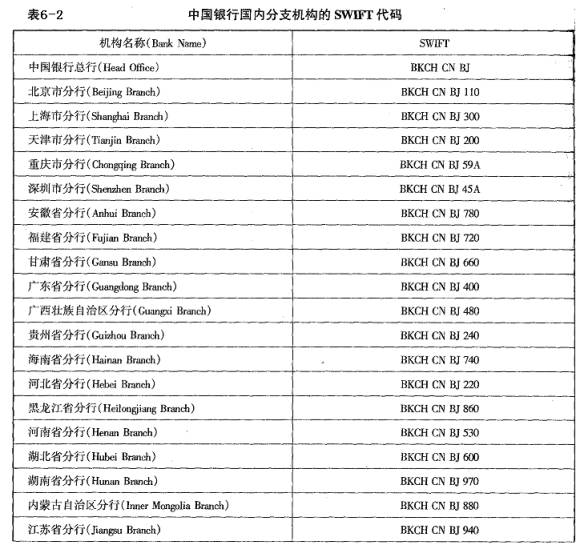 表6-2 中国银行国内分支机构的 SWIFT 代码
机构名称(Bank Name) SWIFT
中国银行总行(Head Office) BKCH CN BJ
北京市分行(Beijing Branch) BKCH CN BJ 110
上海市分行(Shanghai Branch) BKCH CN BJ 300
天津市分行(Tianjin Branch) BKCH CN BJ 200
重庆市分行(Chongqing Branch) BKCH CN BJ 59A
深圳市分行(Shenzhen Branch) BKCH CN BJ 45A
安徽省分行(Anhui Branch) BKCH CN BJ 780
福建省分行(Fujian Branch) BKCH CN BJ 720
甘肃省分行(Gansu Branch) BKCH CN BJ 660
广东省分行(Guangdong Branch) BKCH CN BJ 400
广西壮族自治区分行(Guangxi Branch) BKCH CN BJ 480
贵州省分行(Guizhou Branch) BKCH CN BJ 240
海南省分行(Hainan Branch) BKCH CN BJ 740
河北省分行(Hebei Branch) BKCH CN BJ 220
黑龙江省分行(Heilongjiang Branch) BKCH CN BJ 860
河南省分行(Henan Branch) BKCH CN BJ 530
湖北省分行(Hubei Branch) BKCH CN BJ 600
湖南省分行(Hunan Branch) BKCH CN BJ 970
内蒙古自治区分行(Inner Mongolia Branch) BKCH CN BJ 880
江苏省分行(Jiangsu Branch) BKCH CN BJ 940